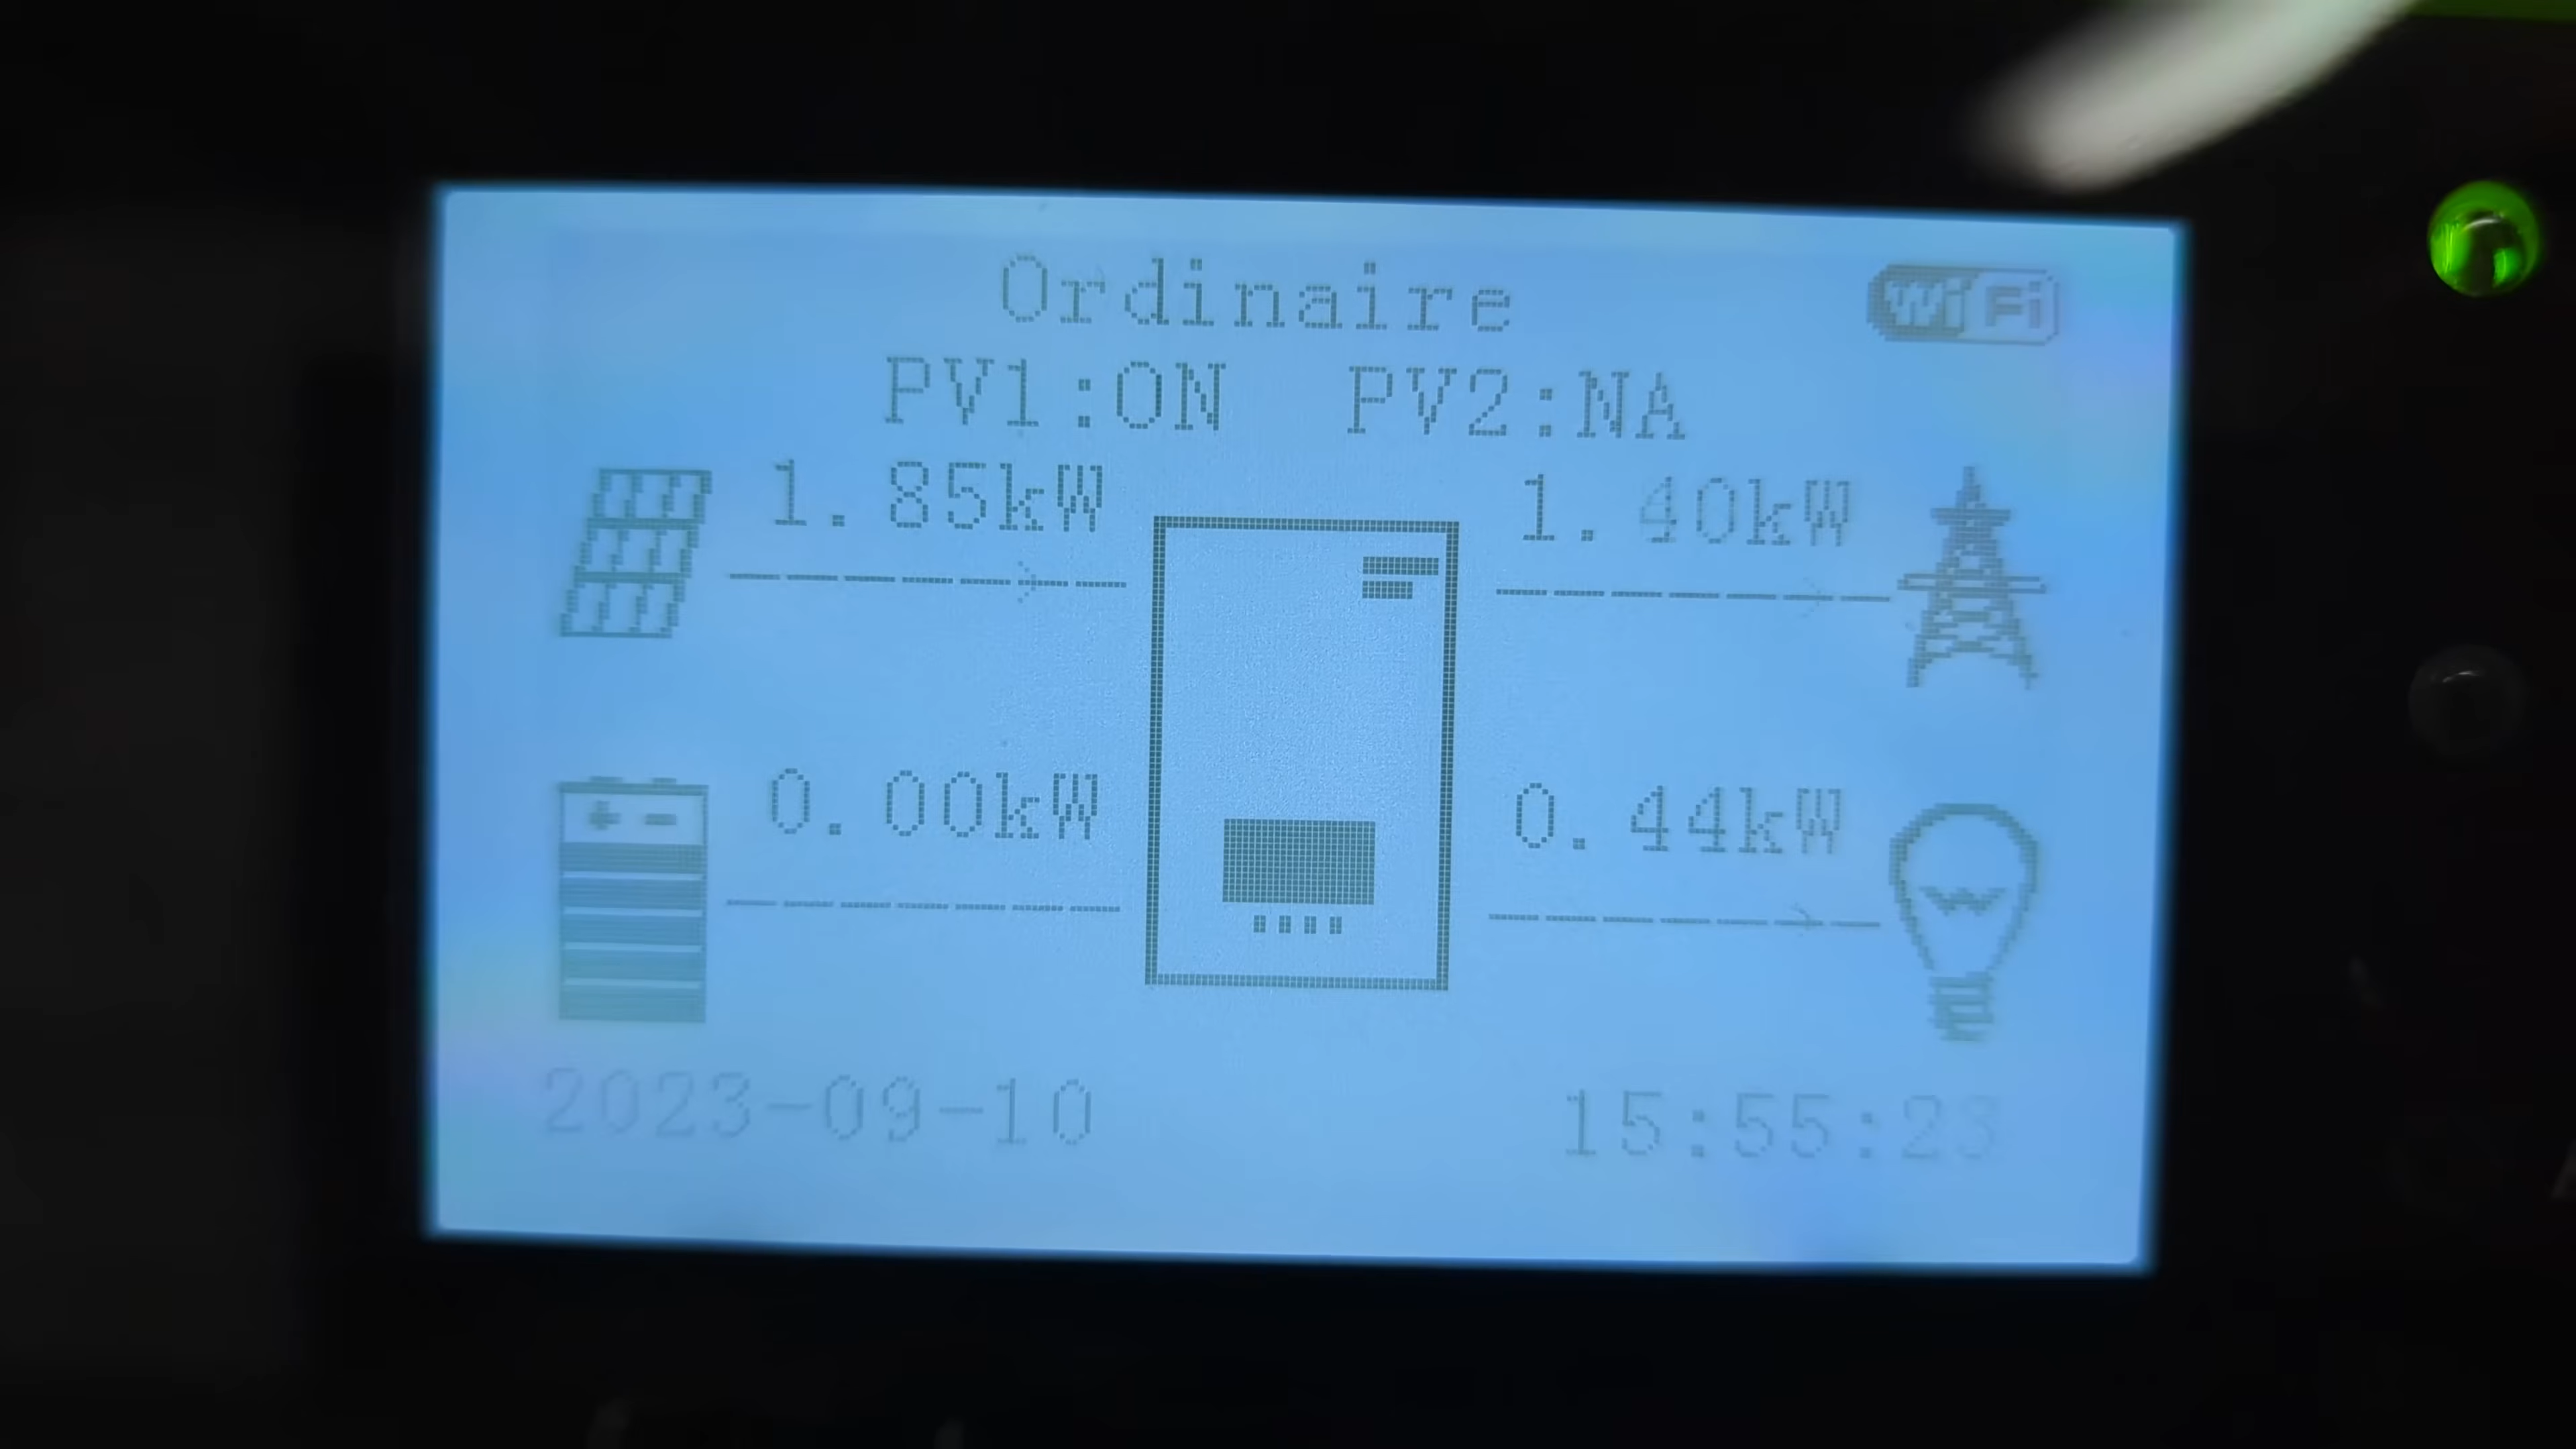 Ordinaire
WiFi
PV1:ON PV2:NA
1.85kW
1.40kW
+ -
0.00kW
0.44kW
2023-09-10
15:55:23